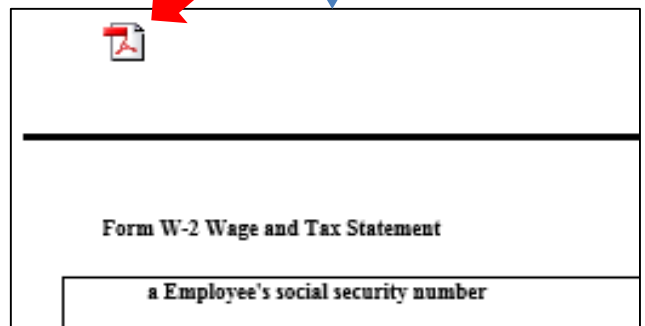 Form W-2 Wage and Tax Statement
a Employee's social security number